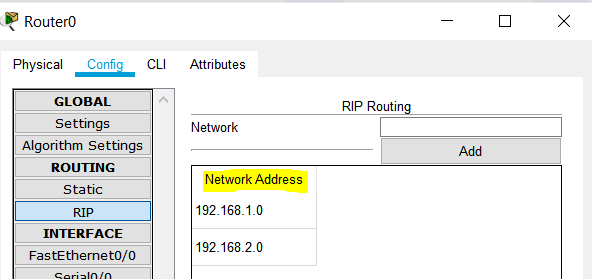 Router0
Physical Config CLI Attributes
GLOBAL
Settings
Algorithm Settings
ROUTING
Static
RIP
INTERFACE
FastEthernet0/0
Serial0/0
RIP Routing
Network
Add
Network Address
192.168.1.0
192.168.2.0